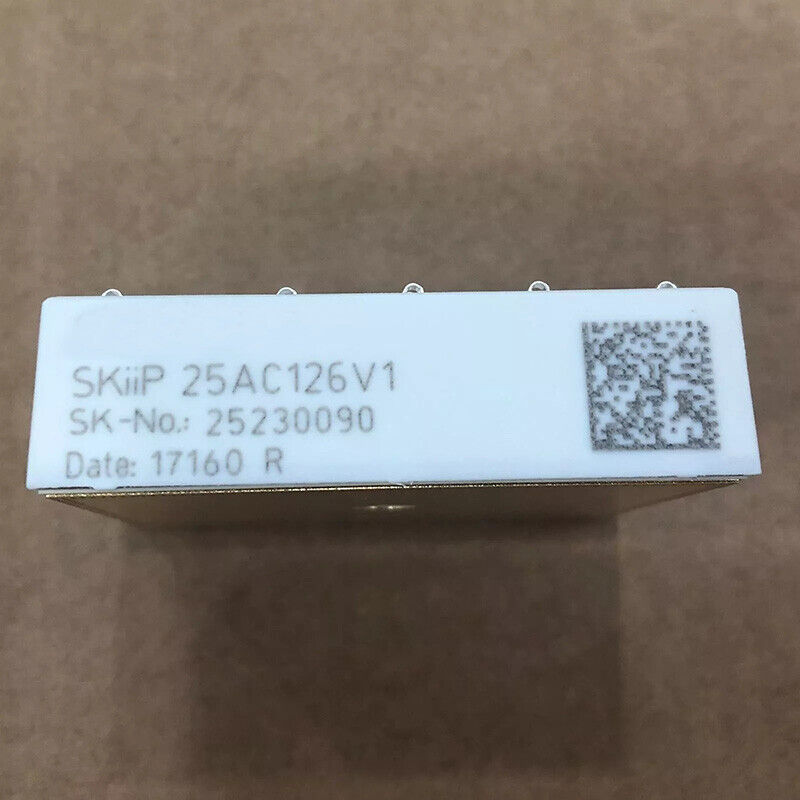 SKiiP 25AC126V1
SK-No.: 25230090
Date: 17160 R